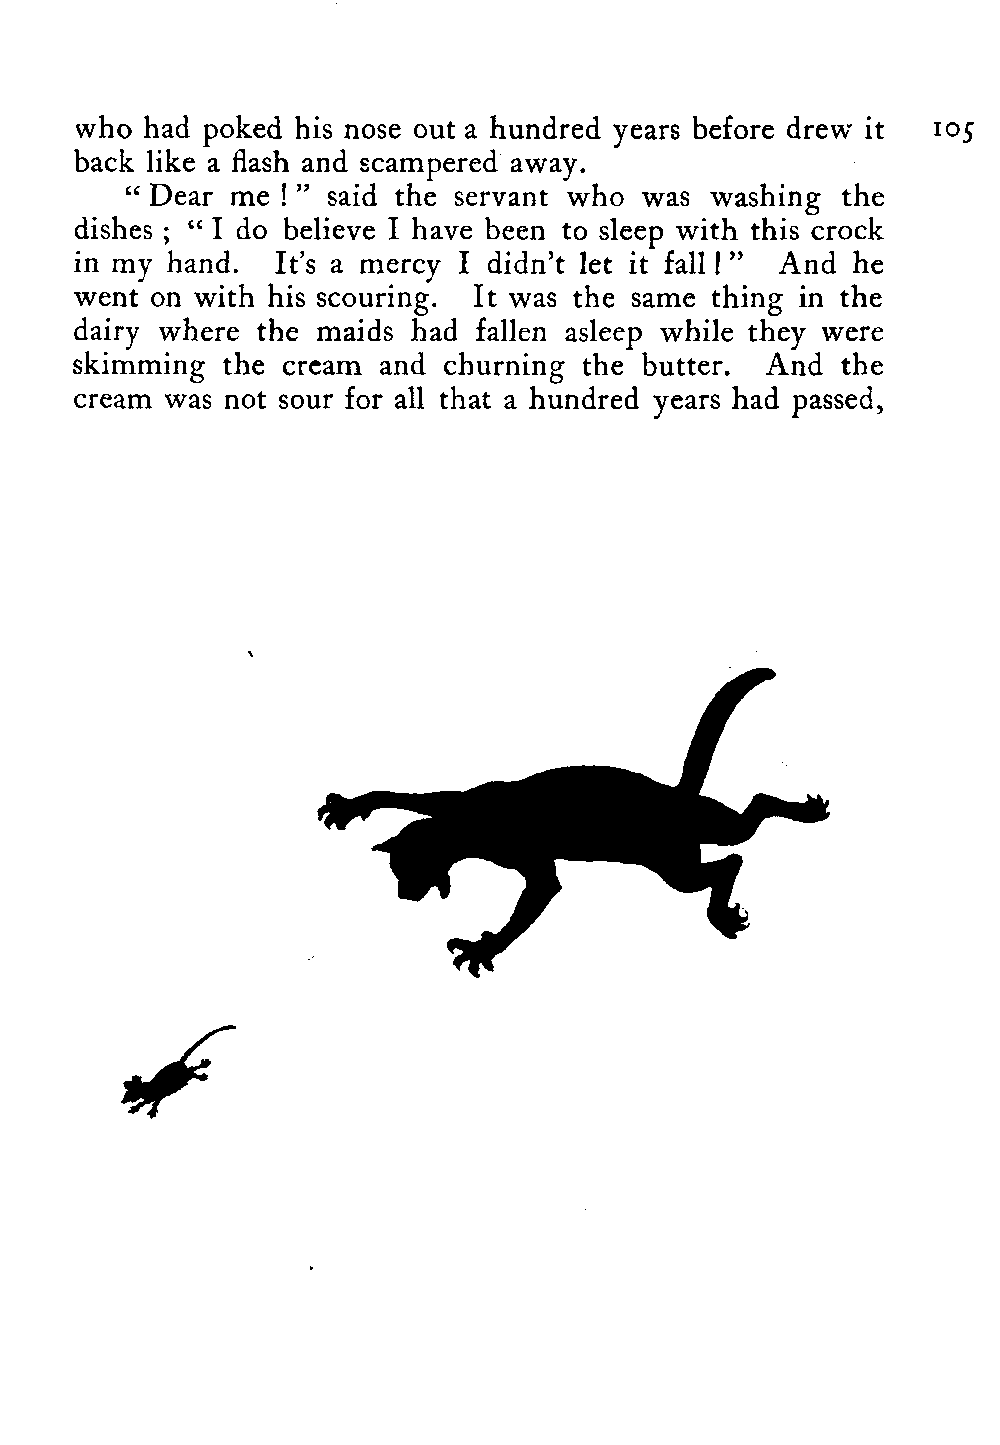 who had poked his nose out a hundred years before drew it 105
back like a flash and scampered away.
“ Dear me ! ” said the servant who was washing the
dishes ; “ I do believe I have been to sleep with this crock
in my hand. It’s a mercy I didn’t let it fall ! ” And he
went on with his scouring. It was the same thing in the
dairy where the maids had fallen asleep while they were
skimming the cream and churning the butter. And the
cream was not sour for all that a hundred years had passed,